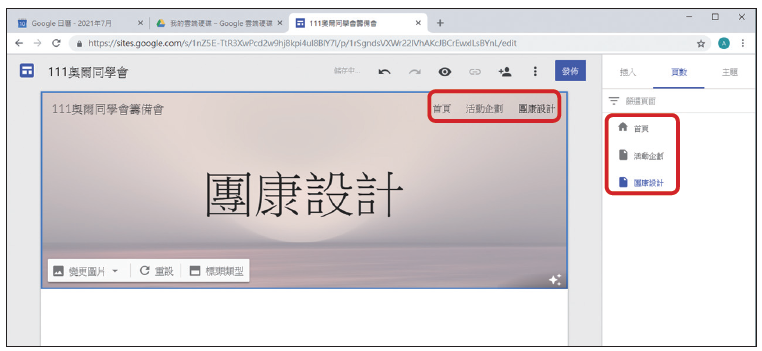 Google 日曆 - 2021年7月
我的雲端硬碟 - Google 雲端硬碟
111奧爾同學會籌備會
https://sites.google.com/s/1nZ5E-TtR3XwPcd2w9hj8kpi4uI8BlY7l/p/1rSgndsVXWr22IVhAKcJBCrEwdLsBYnL/edit
A
111奧爾同學會
儲存中...
發佈
插入
頁數
主題
111奧爾同學會籌備會
首頁 活動企劃 團康設計
團康設計
變更圖片
重設
標頭類型
篩選頁面
首頁
活動企劃
團康設計